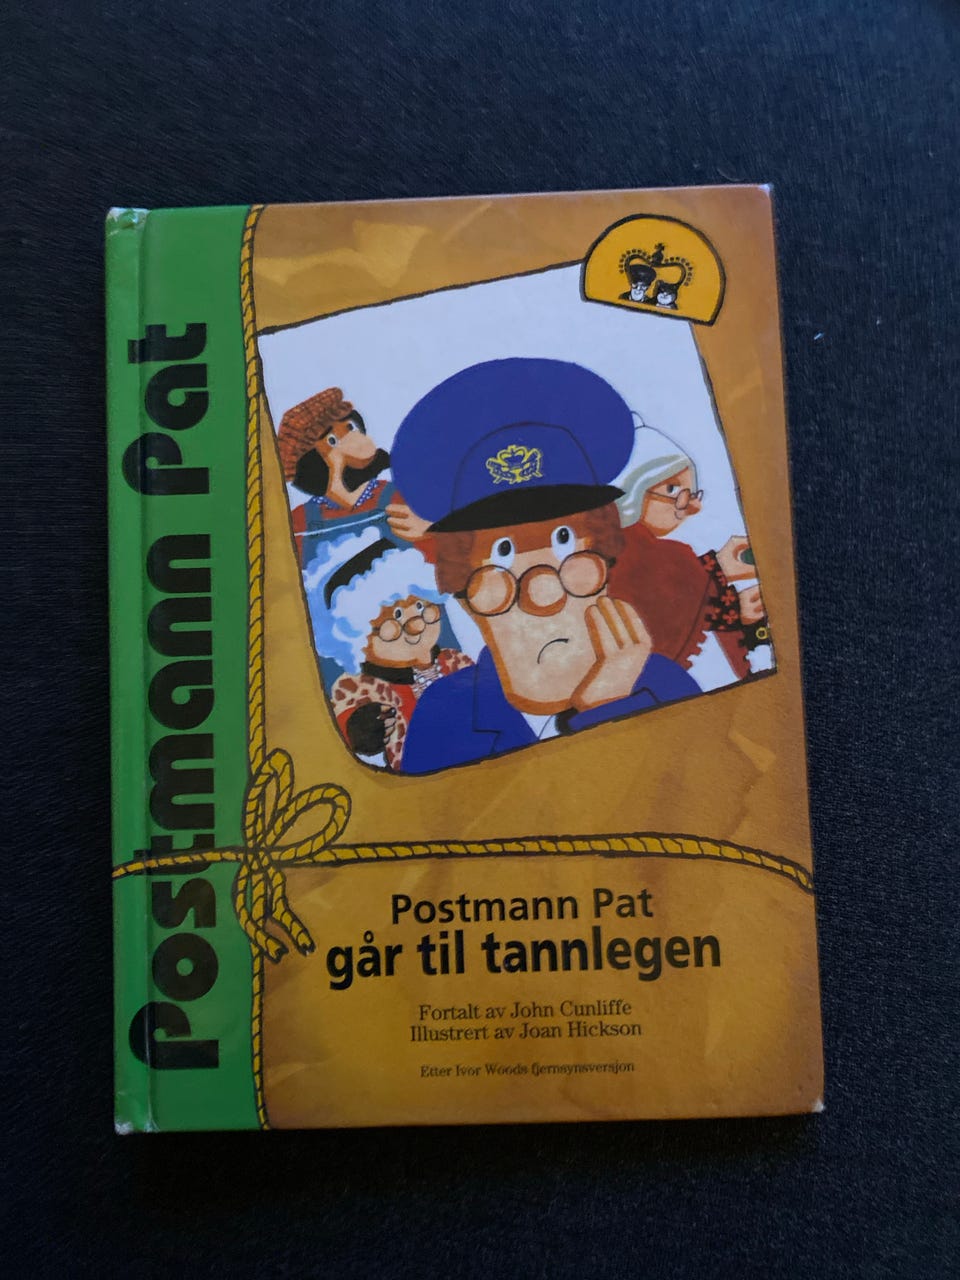 Postmann Pat
Postmann Pat
går til tannlegen
Fortalt av John Cunliffe
Illustrert av Joan Hickson
Etter Ivor Woods fjernsynsversjon